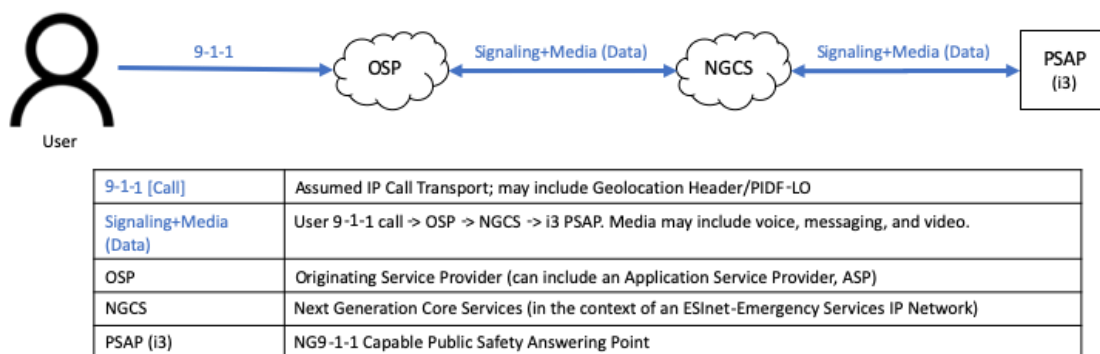 9-1-1
Signaling+Media (Data)
Signaling+Media (Data)
OSP
NGCS
PSAP
(i3)
User
9-1-1 [Call]
Assumed IP Call Transport; may include Geolocation Header/PIDF-LO
Signaling+Media
(Data)
User 9-1-1 call -> OSP -> NGCS -> i3 PSAP. Media may include voice, messaging, and video.
OSP
Originating Service Provider (can include an Application Service Provider, ASP)
NGCS
Next Generation Core Services (in the context of an ESInet-Emergency Services IP Network)
PSAP (i3)
NG9-1-1 Capable Public Safety Answering Point